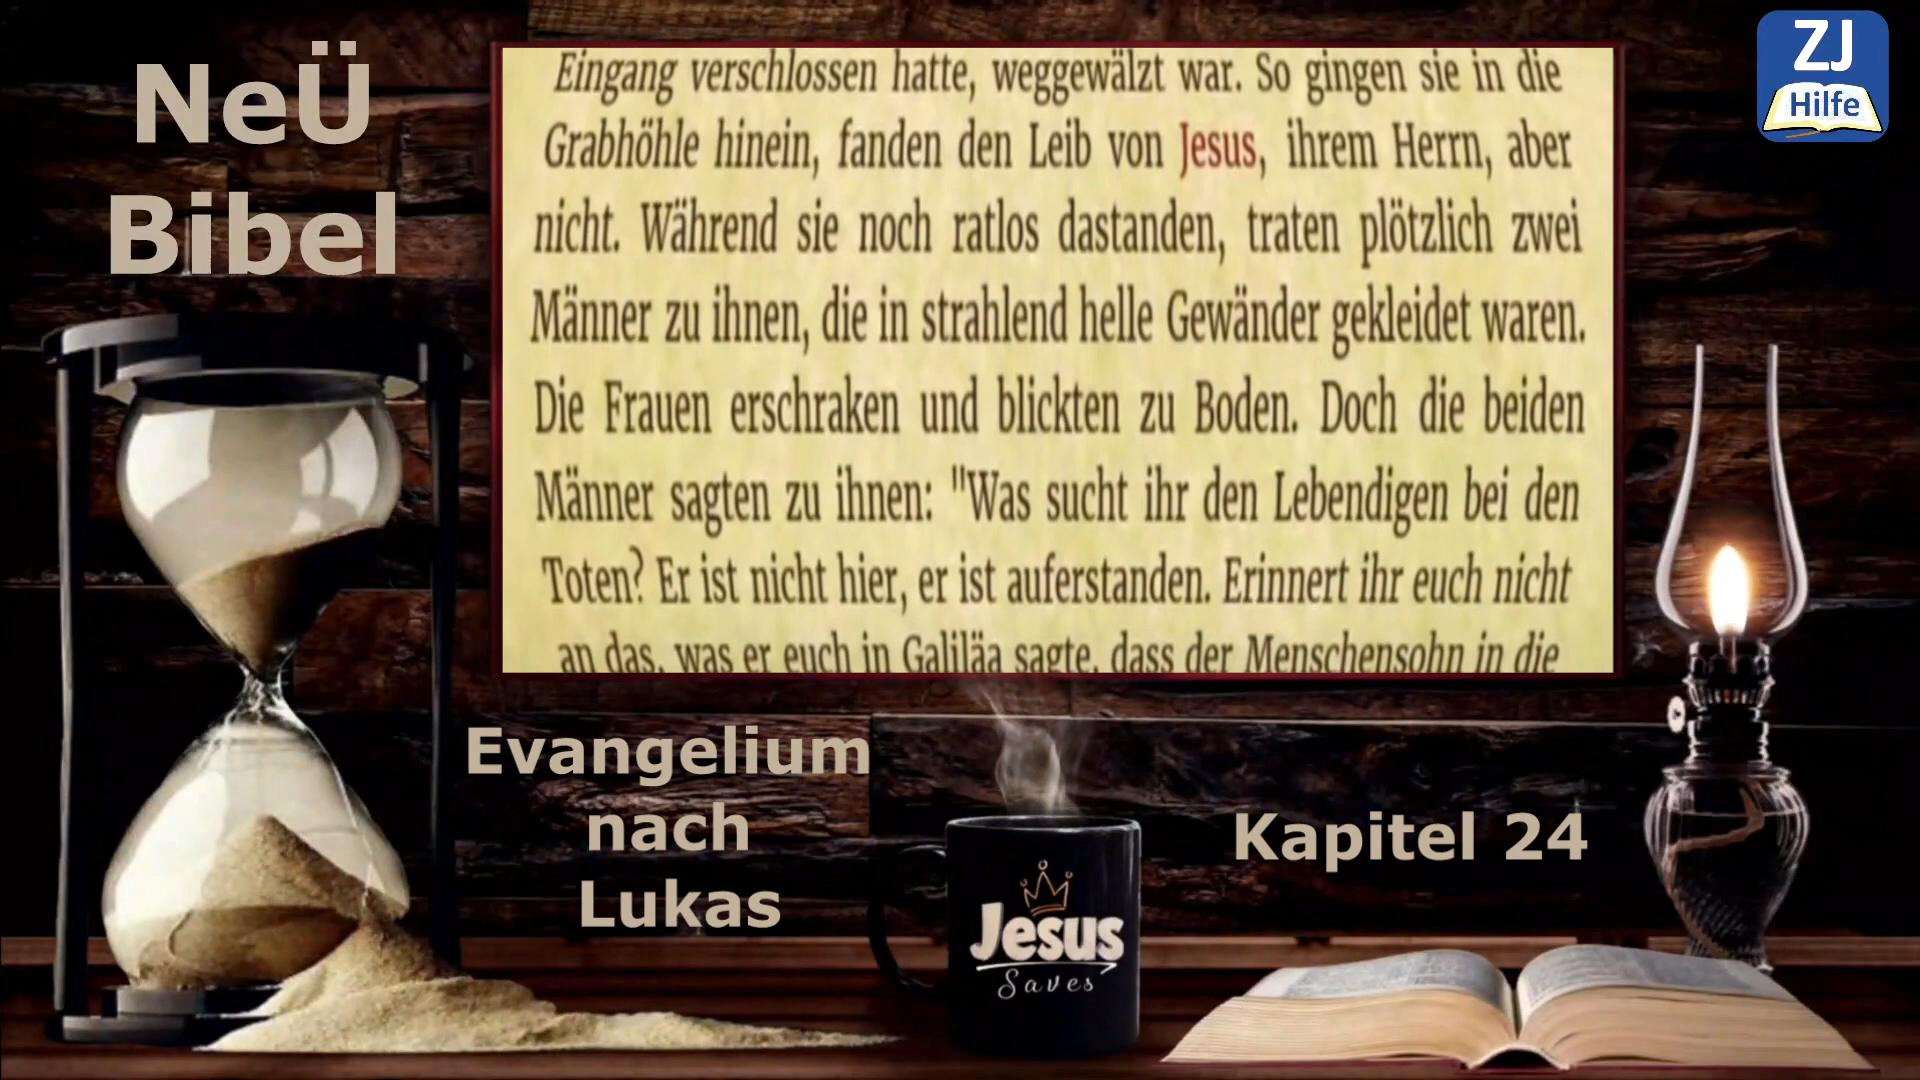 NeÜ
Bibel
Eingang verschlossen hatte, weggewälzt war. So gingen sie in die
Grabhöhle hinein, fanden den Leib von Jesus, ihrem Herrn, aber
nicht. Während sie noch ratlos dastanden, traten plötzlich zwei
Männer zu ihnen, die in strahlend helle Gewänder gekleidet waren.
Die Frauen erschraken und blickten zu Boden. Doch die beiden
Männer sagten zu ihnen: "Was sucht ihr den Lebendigen bei den
Toten? Er ist nicht hier, er ist auferstanden. Erinnert ihr euch nicht
an das, was er euch in Galiläa sagte, dass der Menschensohn in die
ZJ
Hilfe
Evangelium
nach
Lukas
Kapitel 24
Jesus
Saves